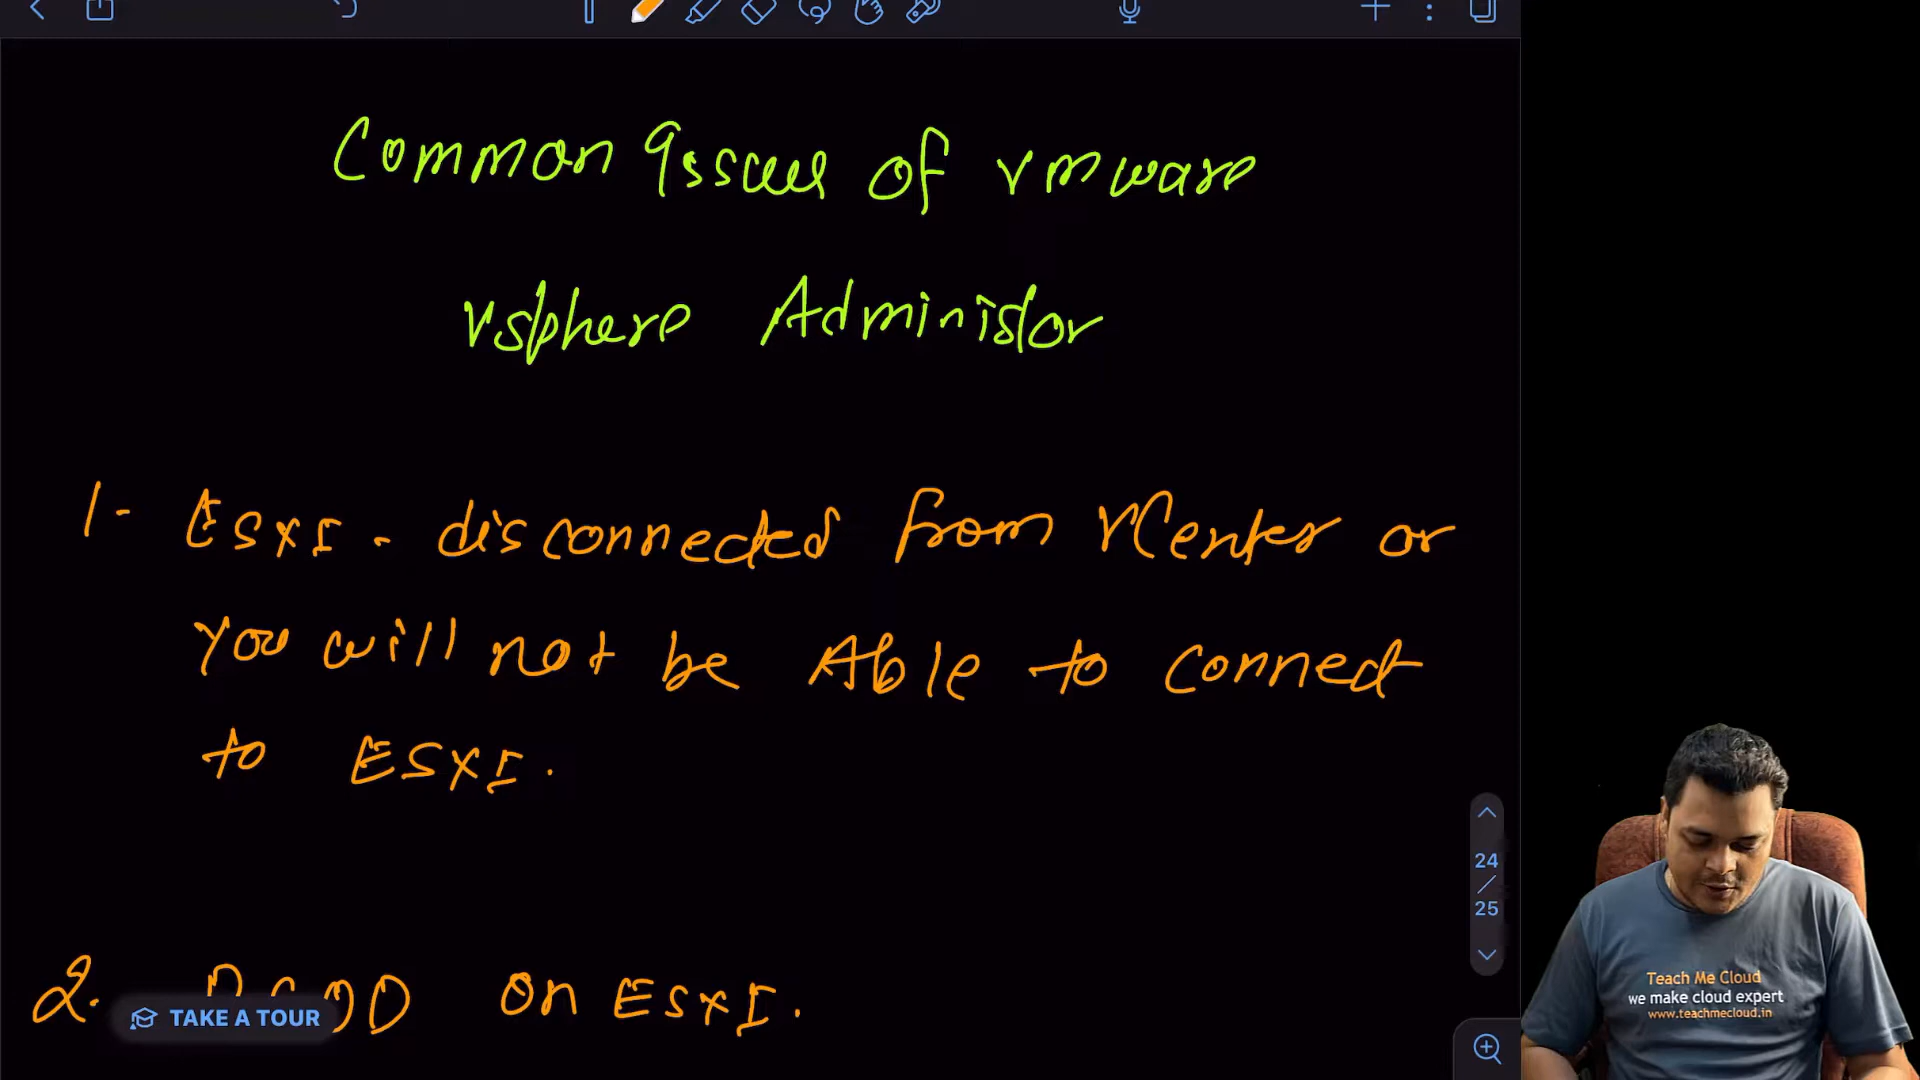 Common Issues of vmware
vsphere Administor
1- ESXI - disconnected from VCenter or
you will not be Able to connect
to ESXI.
2. on ESXI.
TAKE A TOUR
24
25
Teach Me Cloud
we make cloud expert
www.teachmecloud.in